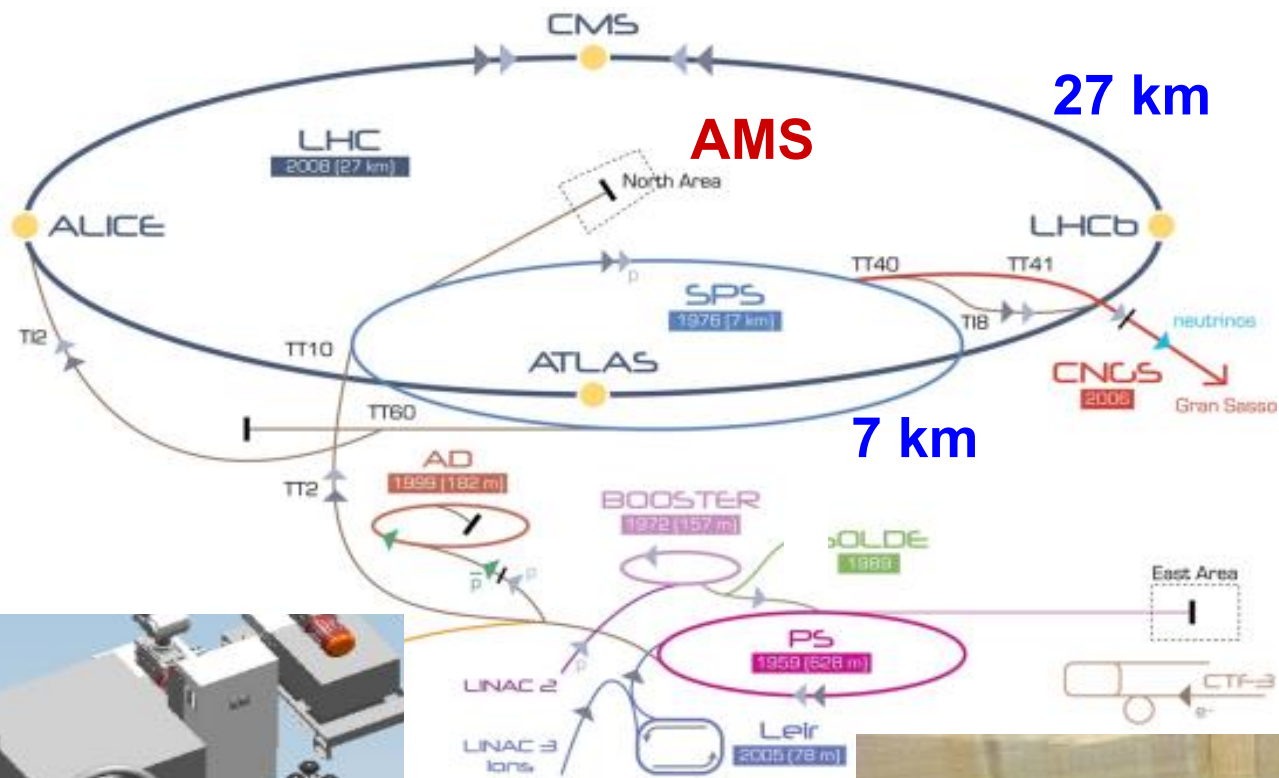 CMS
27 km
LHC
2008 (27 km)
AMS
North Area
ALICE
LHCb
TT40
TT41
p
SPS
1976 (7 km)
TI8
neutrinos
TI2
TT10
ATLAS
CNGS
2006
Gran Sasso
TT60
7 km
AD
1999 (182 m)
TT2
BOOSTER
1972 (157 m)
SOLDE
1989
p
p
East Area
PS
1959 (628 m)
p
LINAC 2
CTF-3
e-
Leir
2005 (78 m)
LINAC 3
Ions